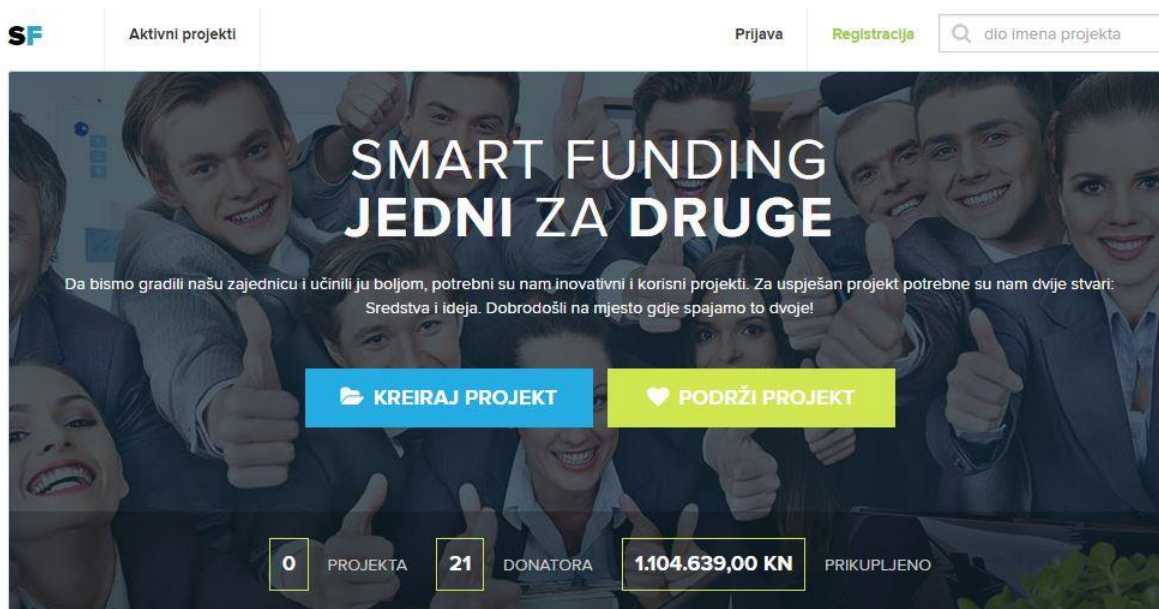 SF
Aktivni projekti
Prijava
Registracija
dio imena projekta
SMART FUNDING
JEDNI ZA DRUGE
Da bismo gradili našu zajednicu i učinili ju boljom, potrebni su nam inovativni i korisni projekti. Za uspješan projekt potrebne su nam dvije stvari:
Sredstva i ideja. Dobrodošli na mjesto gdje spajamo to dvoje!
KREIRAJ PROJEKT
PODRŽI PROJEKT
0 PROJEKTA 21 DONATORA 1.104.639,00 KN PRIKUPLJENO